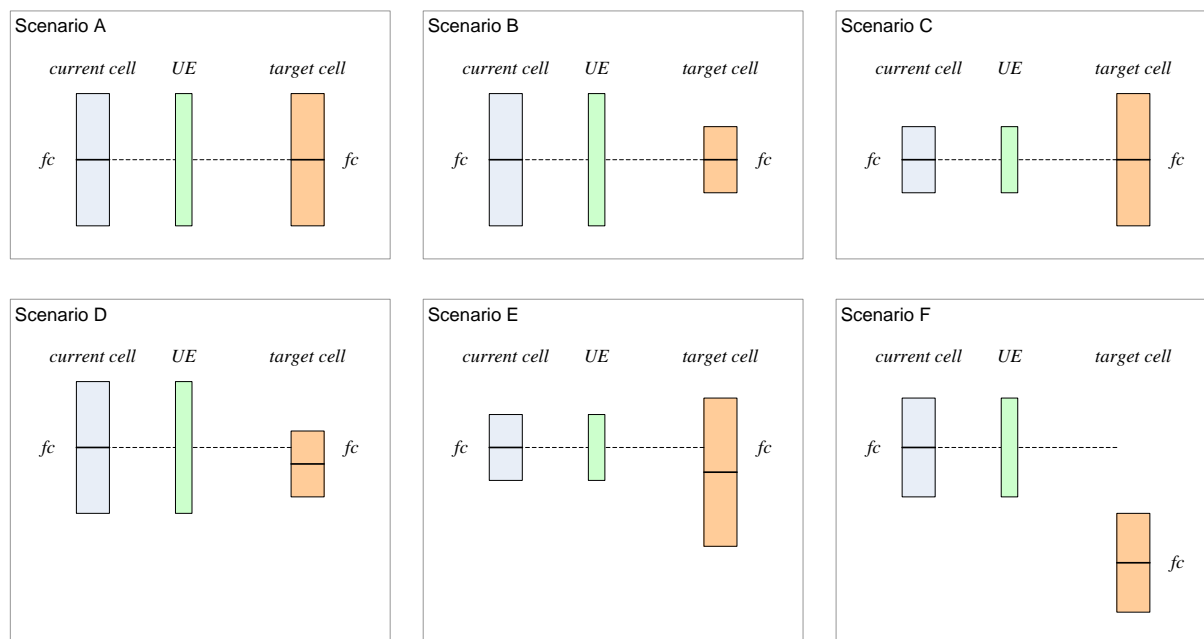 Scenario A
current cell UE target cell
fc fc
Scenario B
current cell UE target cell
fc fc
Scenario C
current cell UE target cell
fc fc
Scenario D
current cell UE target cell
fc fc
Scenario E
current cell UE target cell
fc fc
Scenario F
current cell UE target cell
fc
fc